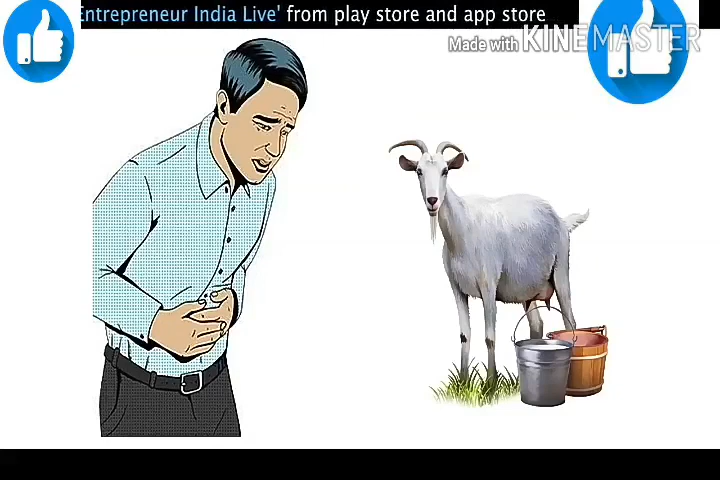 Entrepreneur India Live' from play store and app store
Made with KINEMASTER